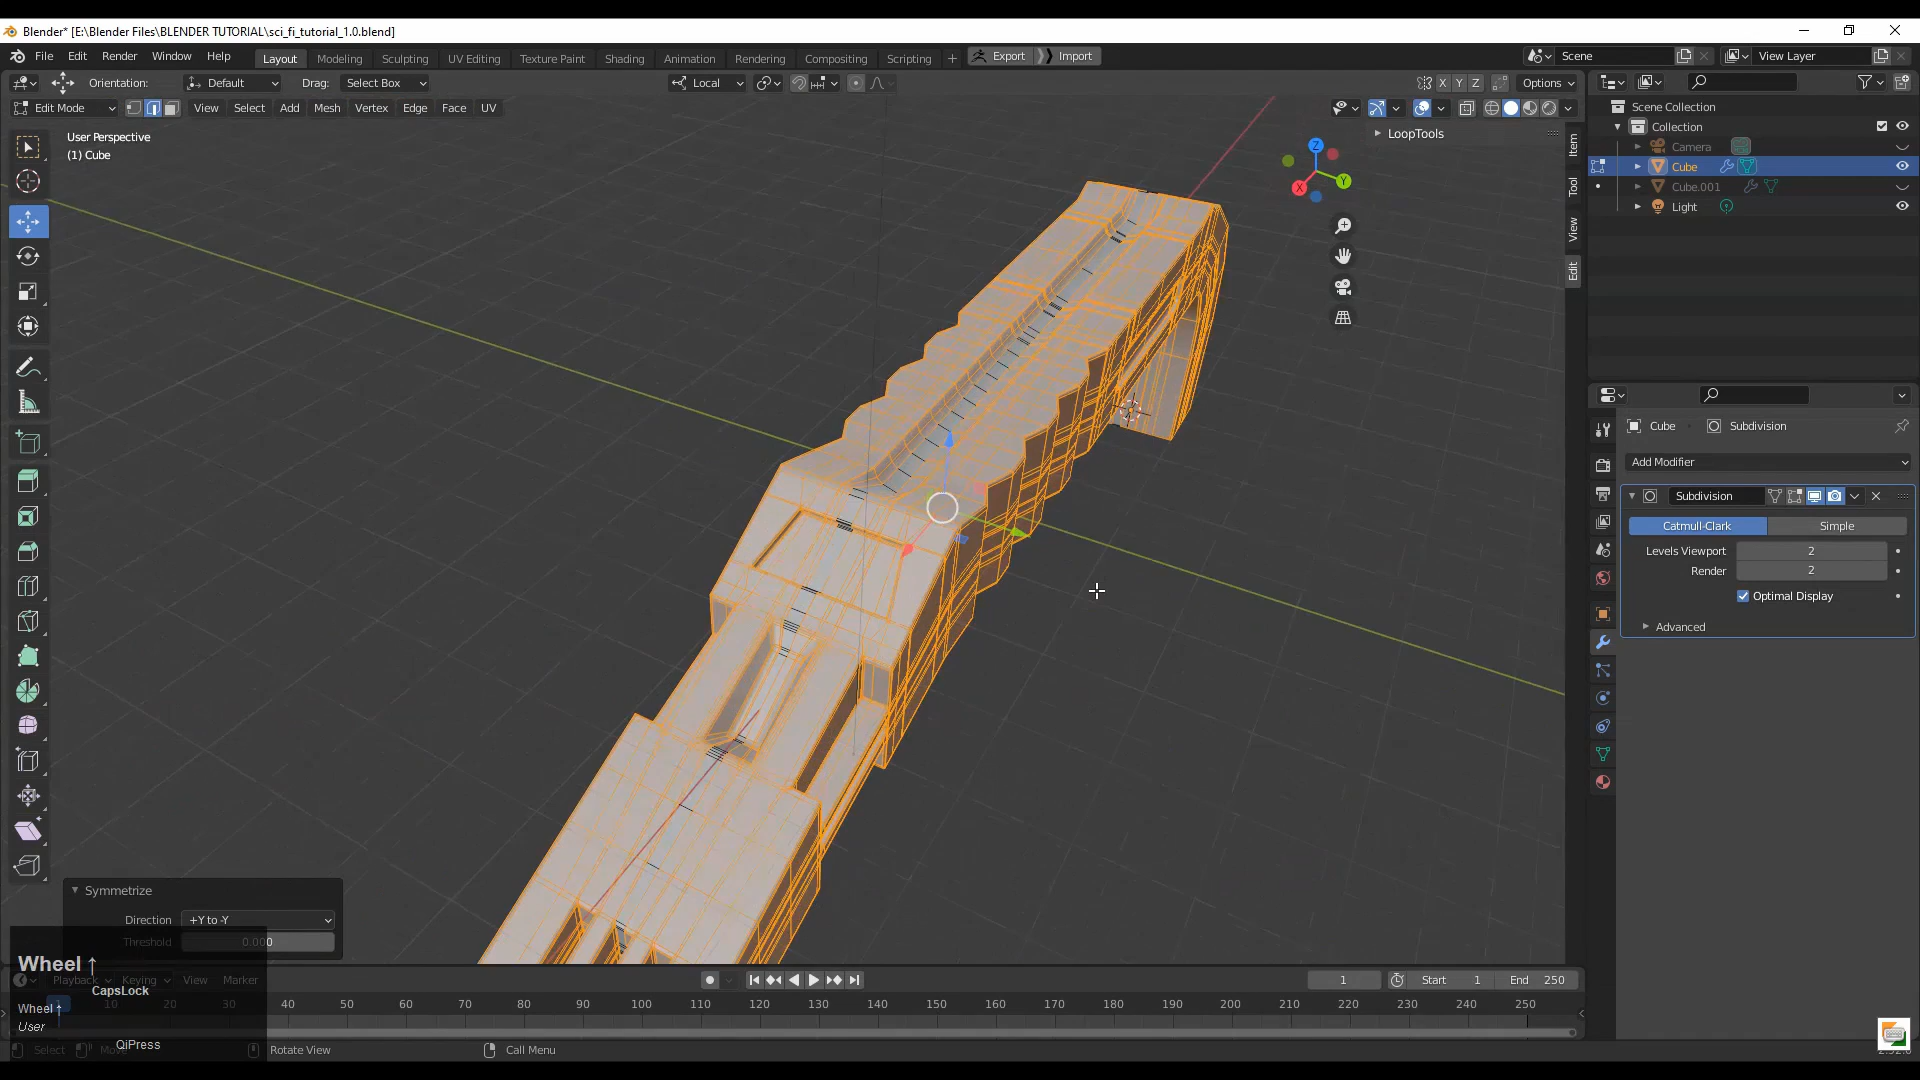 Blender* [E:\Blender Files\BLENDER TUTORIAL\sci_fi_tutorial_1.0.blend]
File Edit Render Window Help Layout Modeling Sculpting UV Editing Texture Paint Shading Animation Rendering Compositing Scripting + Export Import Scene View Layer
Orientation: Default Drag: Select Box Local X Y Z Options
Edit Mode View Select Add Mesh Vertex Edge Face UV
User Perspective
(1) Cube
LoopTools
Z
Y
X
Item
Tool
View
Edit
Scene Collection
Collection
Camera
Cube
Cube.001
Light
Cube Subdivision
Add Modifier
Subdivision
Catmull-Clark Simple
Levels Viewport 2
Render 2
Optimal Display
Advanced
Symmetrize
Direction +Y to -Y
Threshold 0.000
Wheel ↑
CapsLock
Wheel ↑
User
QiPress
Playback Keying View Marker 1 Start 1 End 250
1 10 20 30 40 50 60 70 80 90 100 110 120 130 140 150 160 170 180 190 200 210 220 230 240 250
Select Move Rotate View Call Menu